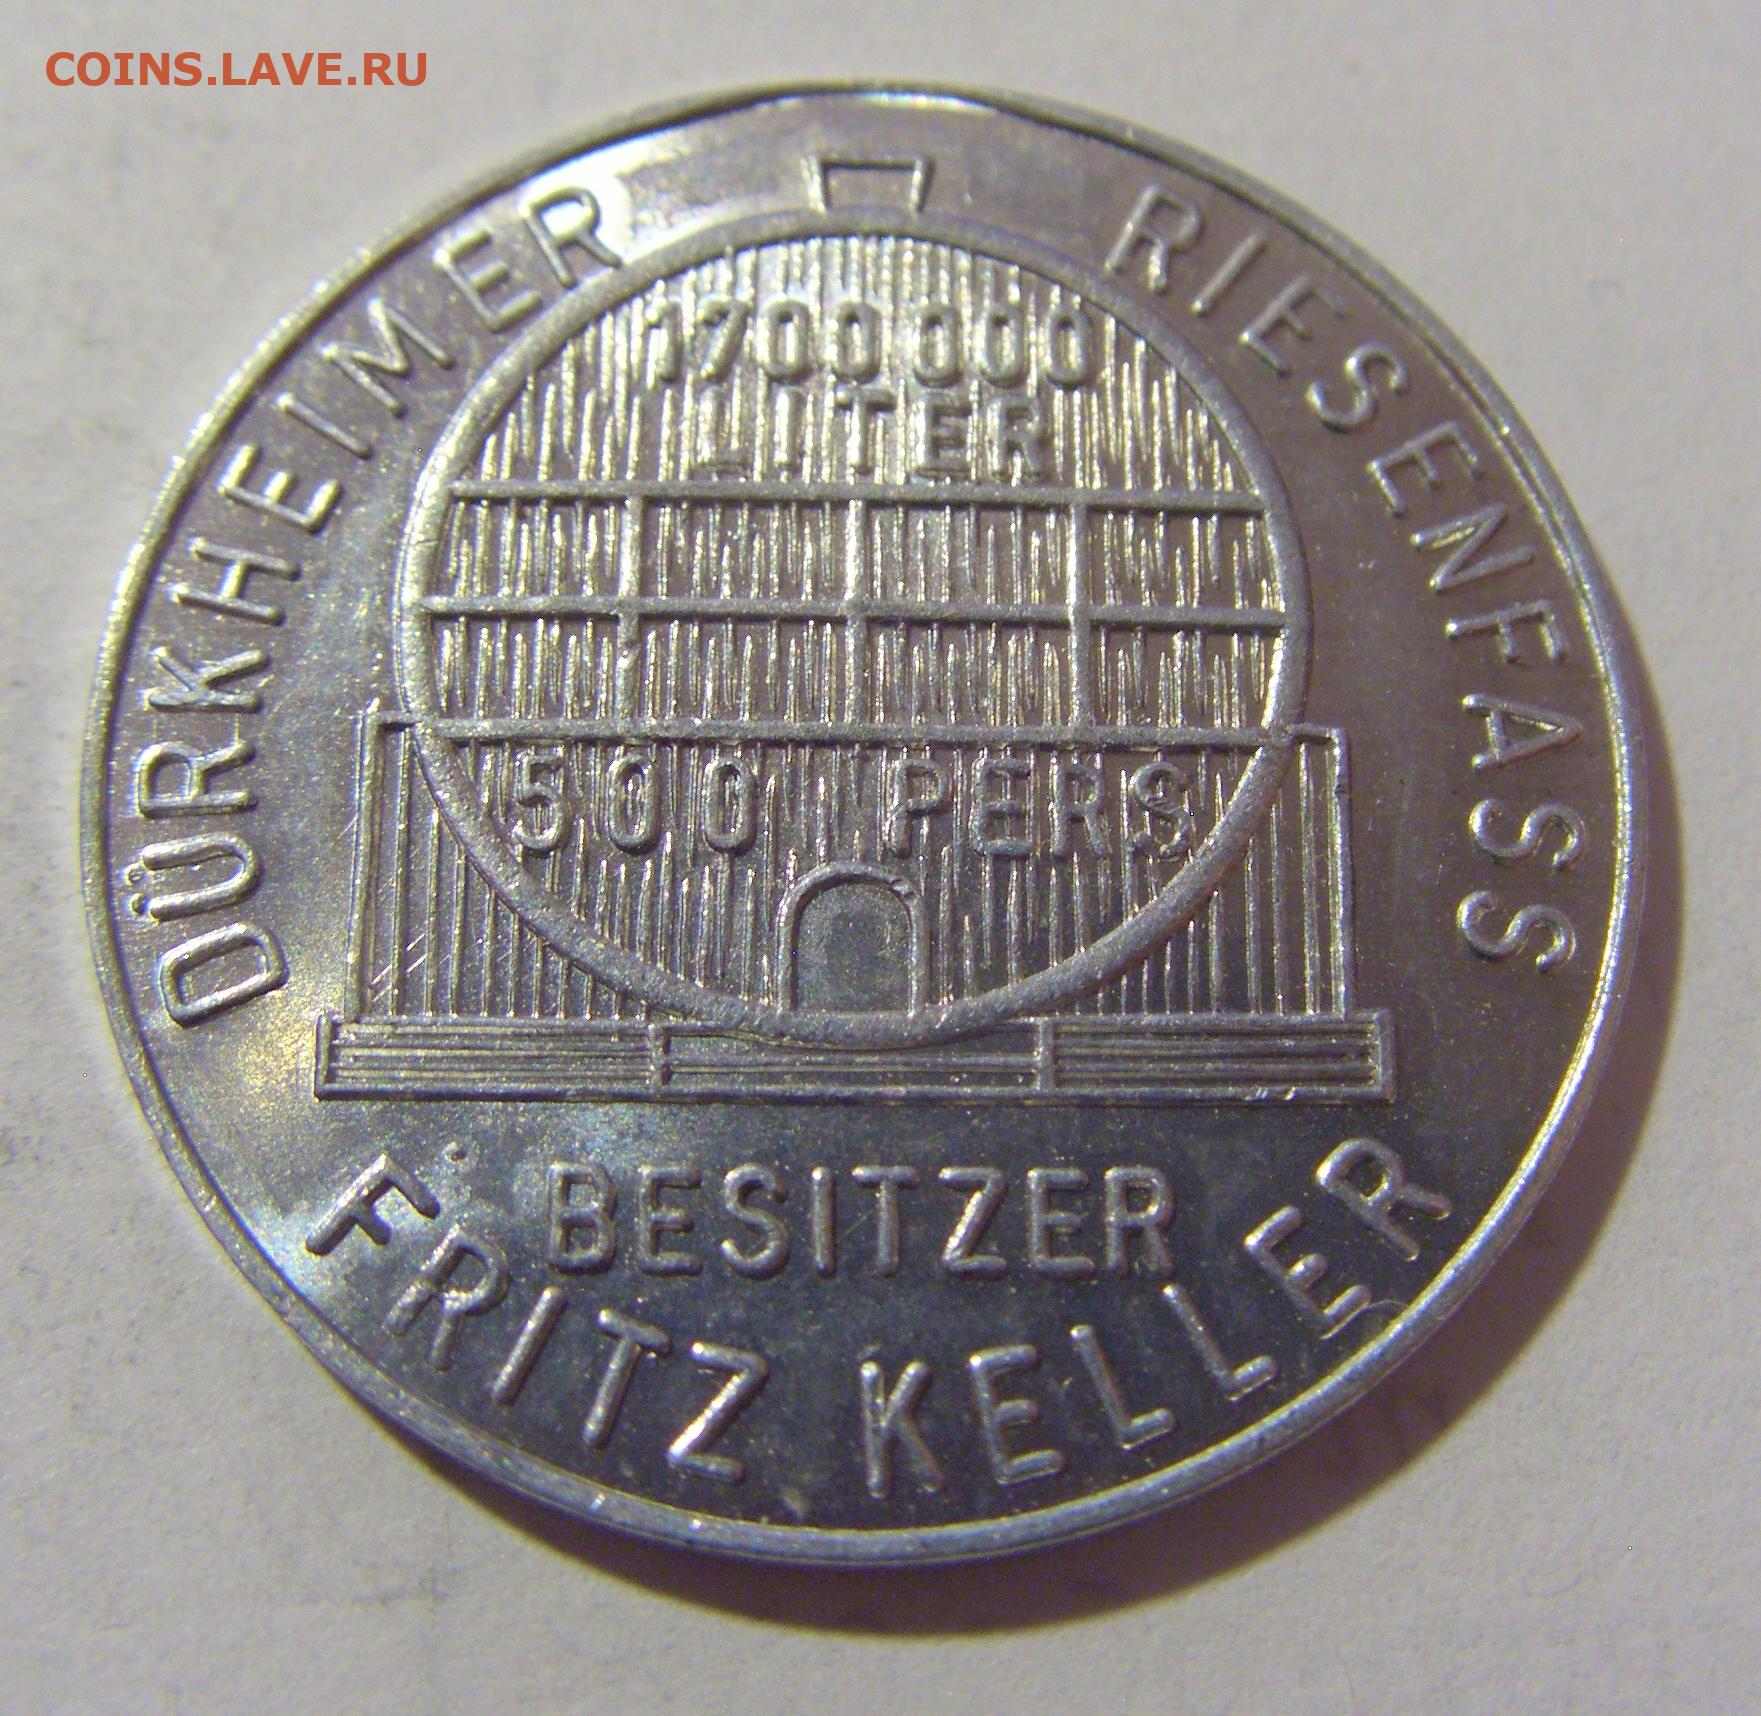 COINS.LAVE.RU
DÜRKHEIMER RIESENFASS
1700 000
LITER
500 PERS
BESITZER
FRITZ KELLER